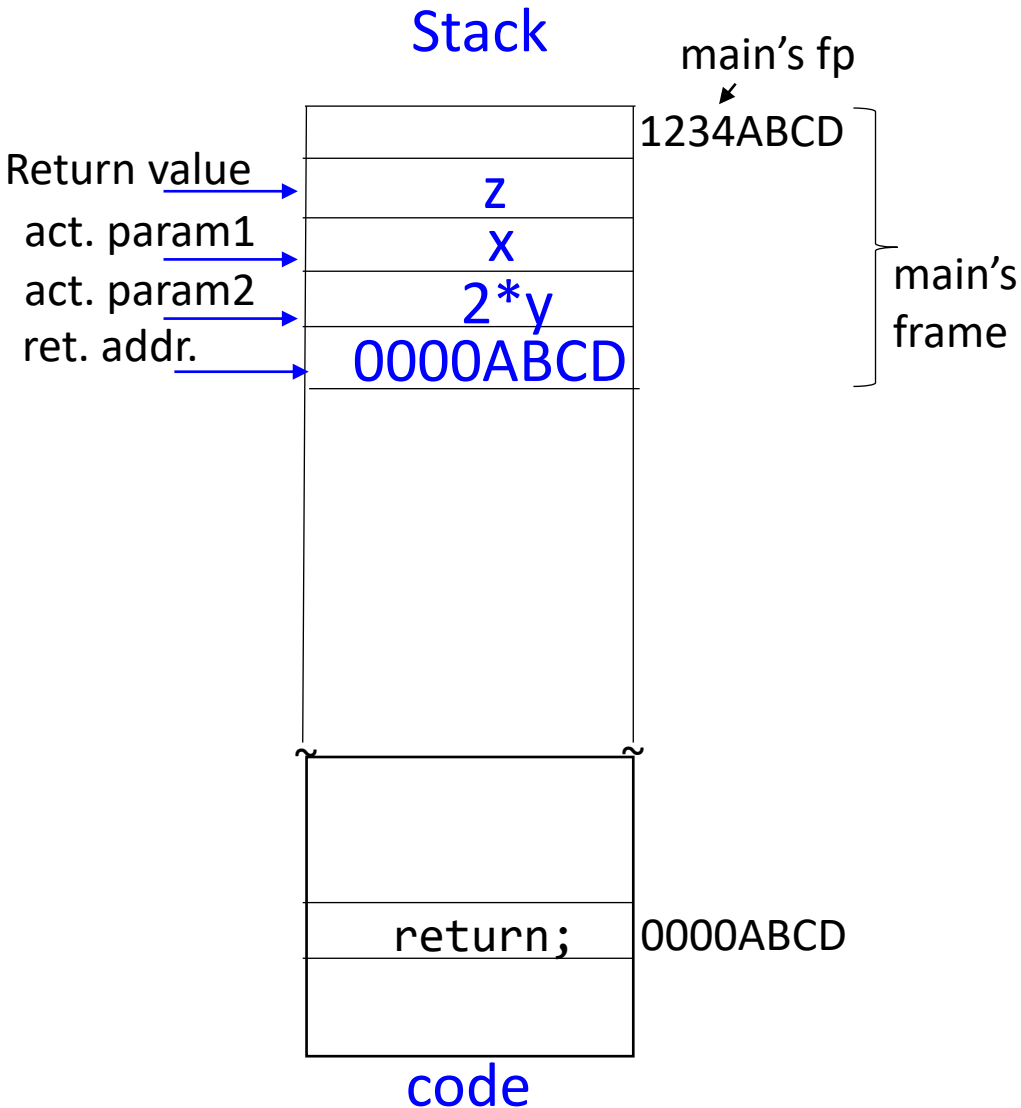 Stack
main's fp
1234ABCD
Return value
z
act. param1
x
act. param2
2*y
ret. addr.
0000ABCD
main's
frame
~ ~
return;
0000ABCD
code